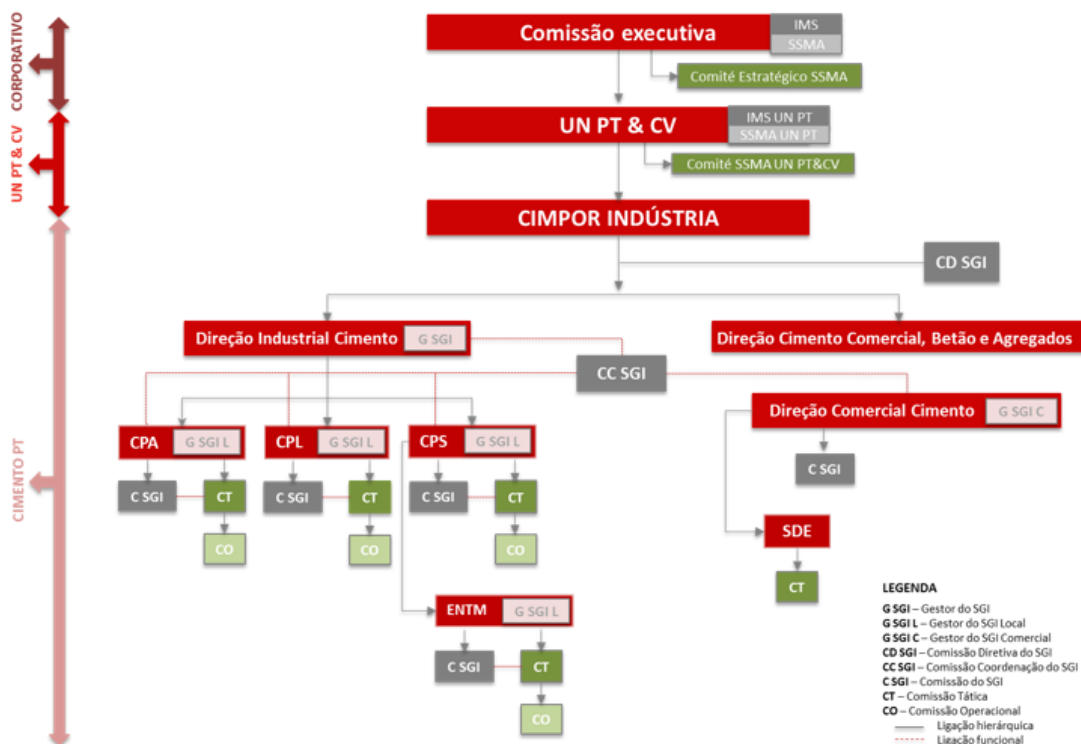 CORPORATIVO
Comissão executiva
IMS
SSMA
Comité Estratégico SSMA
UN PT & CV
UN PT & CV
IMS UN PT
SSMA UN PT
Comité SSMA UN PT&CV
CIMENTO PT
CIMPOR INDÚSTRIA
CD SGI
Direção Industrial Cimento
G SGI
Direção Cimento Comercial, Betão e Agregados
CC SGI
Direção Comercial Cimento
G SGI C
CPA
G SGI L
CPL
G SGI L
CPS
G SGI L
C SGI
C SGI
CT
C SGI
CT
C SGI
CT
CO
CO
CO
SDE
CT
ENTM
G SGI L
C SGI
CT
CO
LEGENDA
G SGI – Gestor do SGI
G SGI L – Gestor do SGI Local
G SGI C – Gestor do SGI Comercial
CD SGI – Comissão Diretiva do SGI
CC SGI – Comissão Coordenação do SGI
C SGI – Comissão do SGI
CT – Comissão Tática
CO – Comissão Operacional
Ligação hierárquica
Ligação funcional